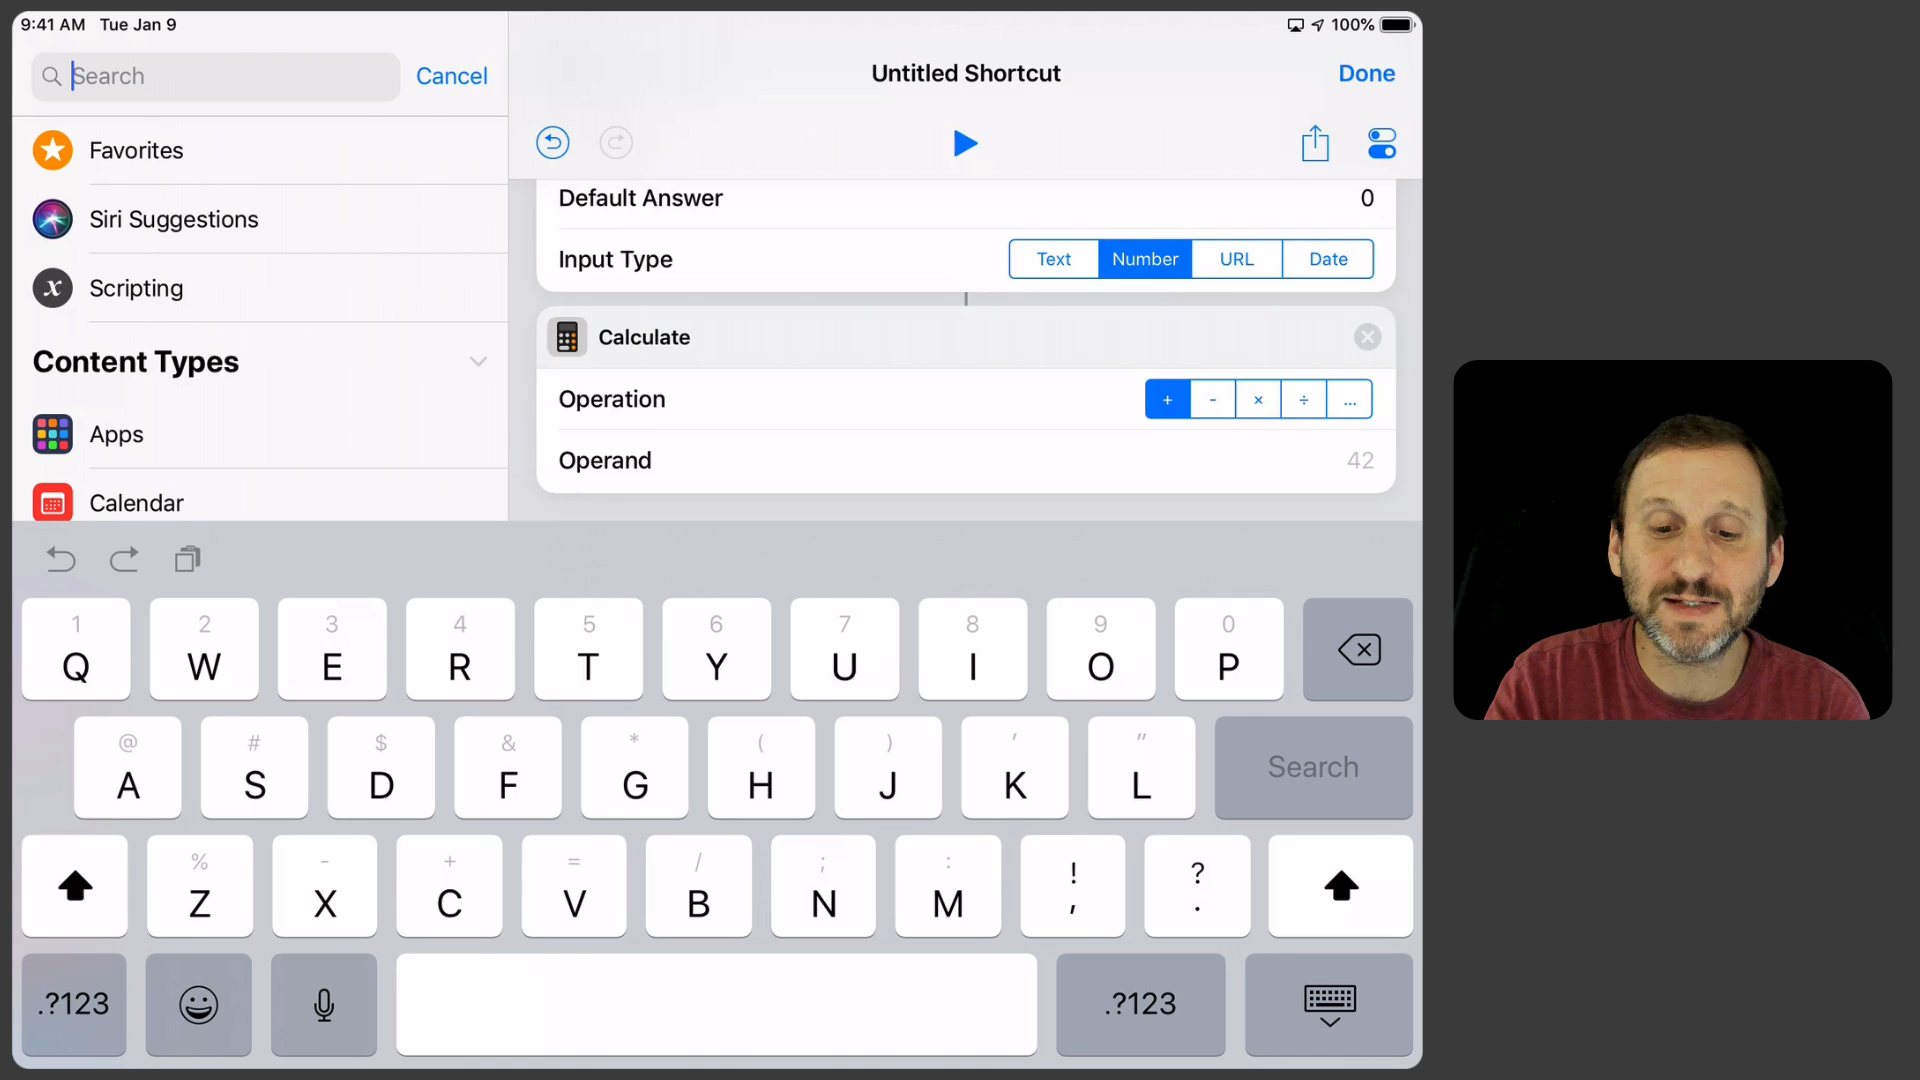 9:41 AM Tue Jan 9
100%
Search
Cancel
Untitled Shortcut
Done
Favorites
Siri Suggestions
Scripting
Content Types
Apps
Calendar
Default Answer 0
Input Type Text Number URL Date
Calculate
Operation + - × ÷ ...
Operand 42
1 2 3 4 5 6 7 8 9 0
Q W E R T Y U I O P
@ # $ & * ( ) ' "
A S D F G H J K L Search
% - + = / ; : ! ?
Z X C V B N M , .
.?123 .?123